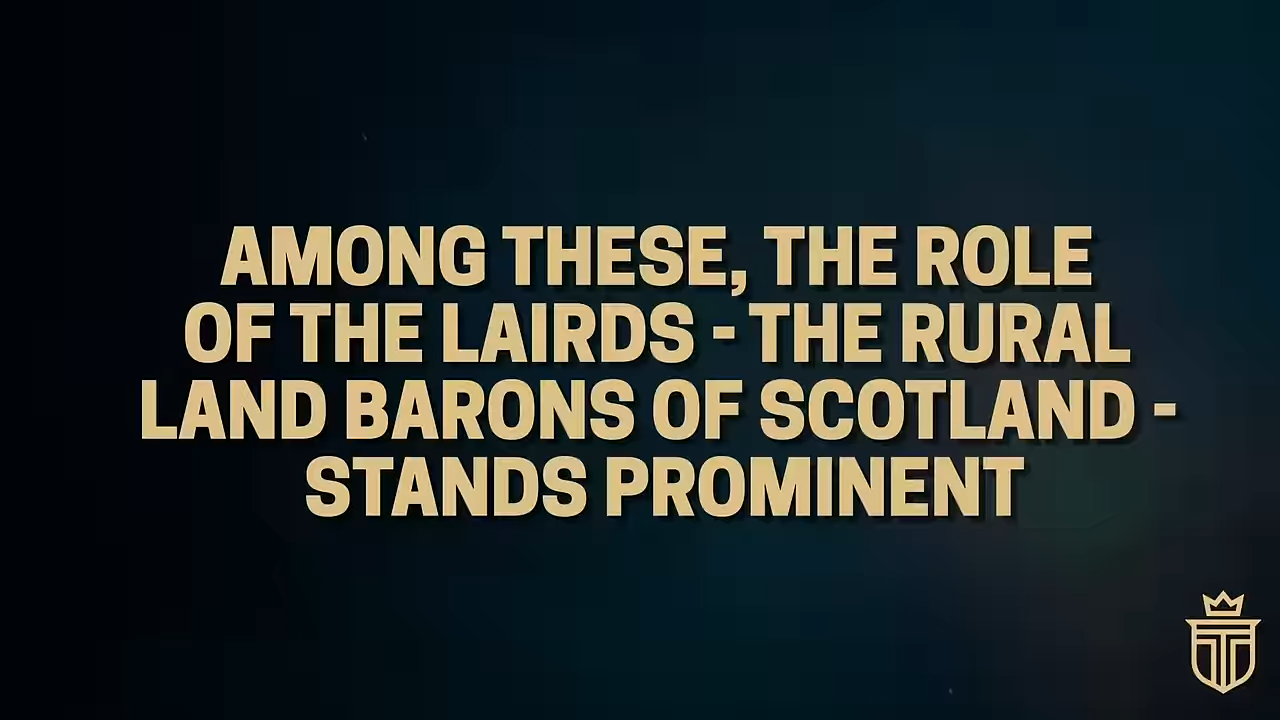 AMONG THESE, THE ROLE
OF THE LAIRDS - THE RURAL
LAND BARONS OF SCOTLAND -
STANDS PROMINENT